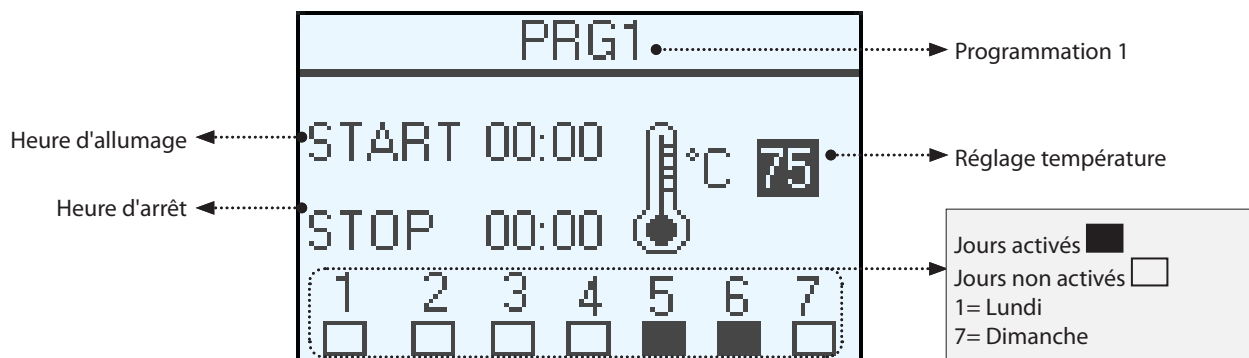 PRG1
Programmation 1
Heure d'allumage
START 00:00
°C 75
Réglage température
Heure d'arrêt
STOP 00:00
1 2 3 4 5 6 7
Jours activés
Jours non activés
1= Lundi
7= Dimanche